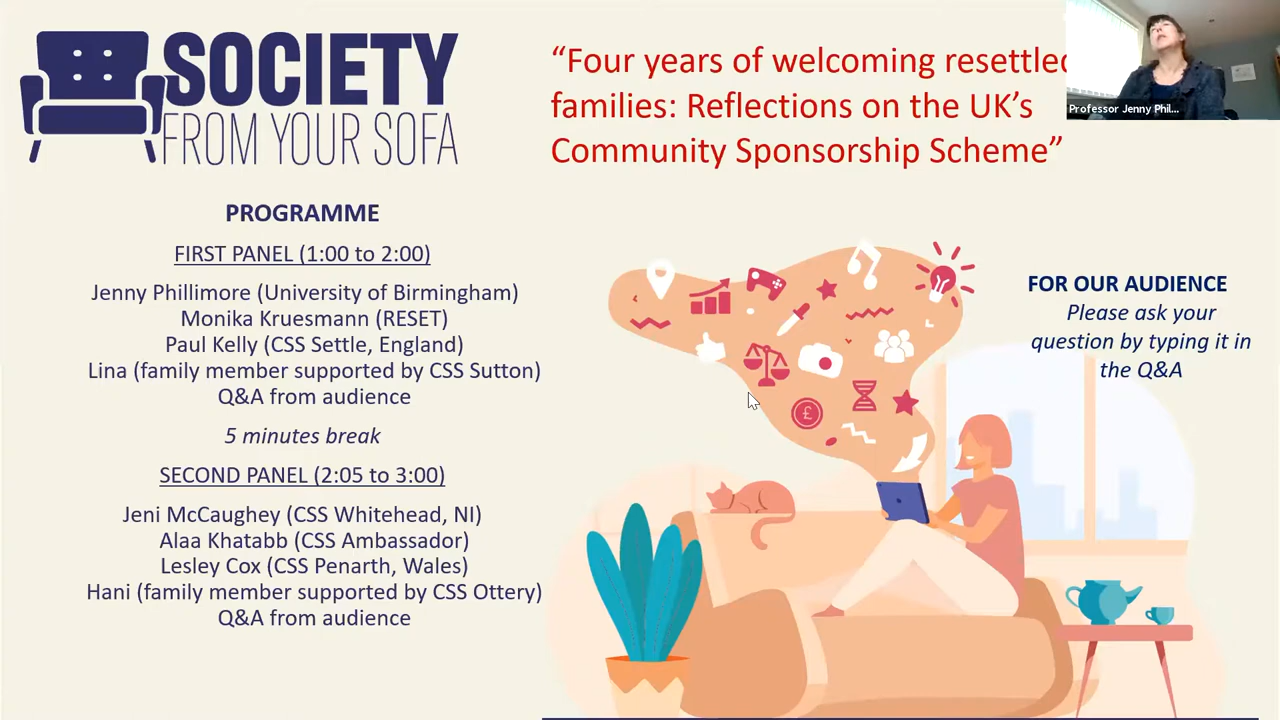 SOCIETY
FROM YOUR SOFA
“Four years of welcoming resettled
families: Reflections on the UK’s
Community Sponsorship Scheme”
Professor Jenny Phil...
PROGRAMME
FIRST PANEL (1:00 to 2:00)
Jenny Phillimore (University of Birmingham)
Monika Kruesmann (RESET)
Paul Kelly (CSS Settle, England)
Lina (family member supported by CSS Sutton)
Q&A from audience
5 minutes break
SECOND PANEL (2:05 to 3:00)
Jeni McCaughey (CSS Whitehead, NI)
Alaa Khatabb (CSS Ambassador)
Lesley Cox (CSS Penarth, Wales)
Hani (family member supported by CSS Ottery)
Q&A from audience
FOR OUR AUDIENCE
Please ask your
question by typing it in
the Q&A
£